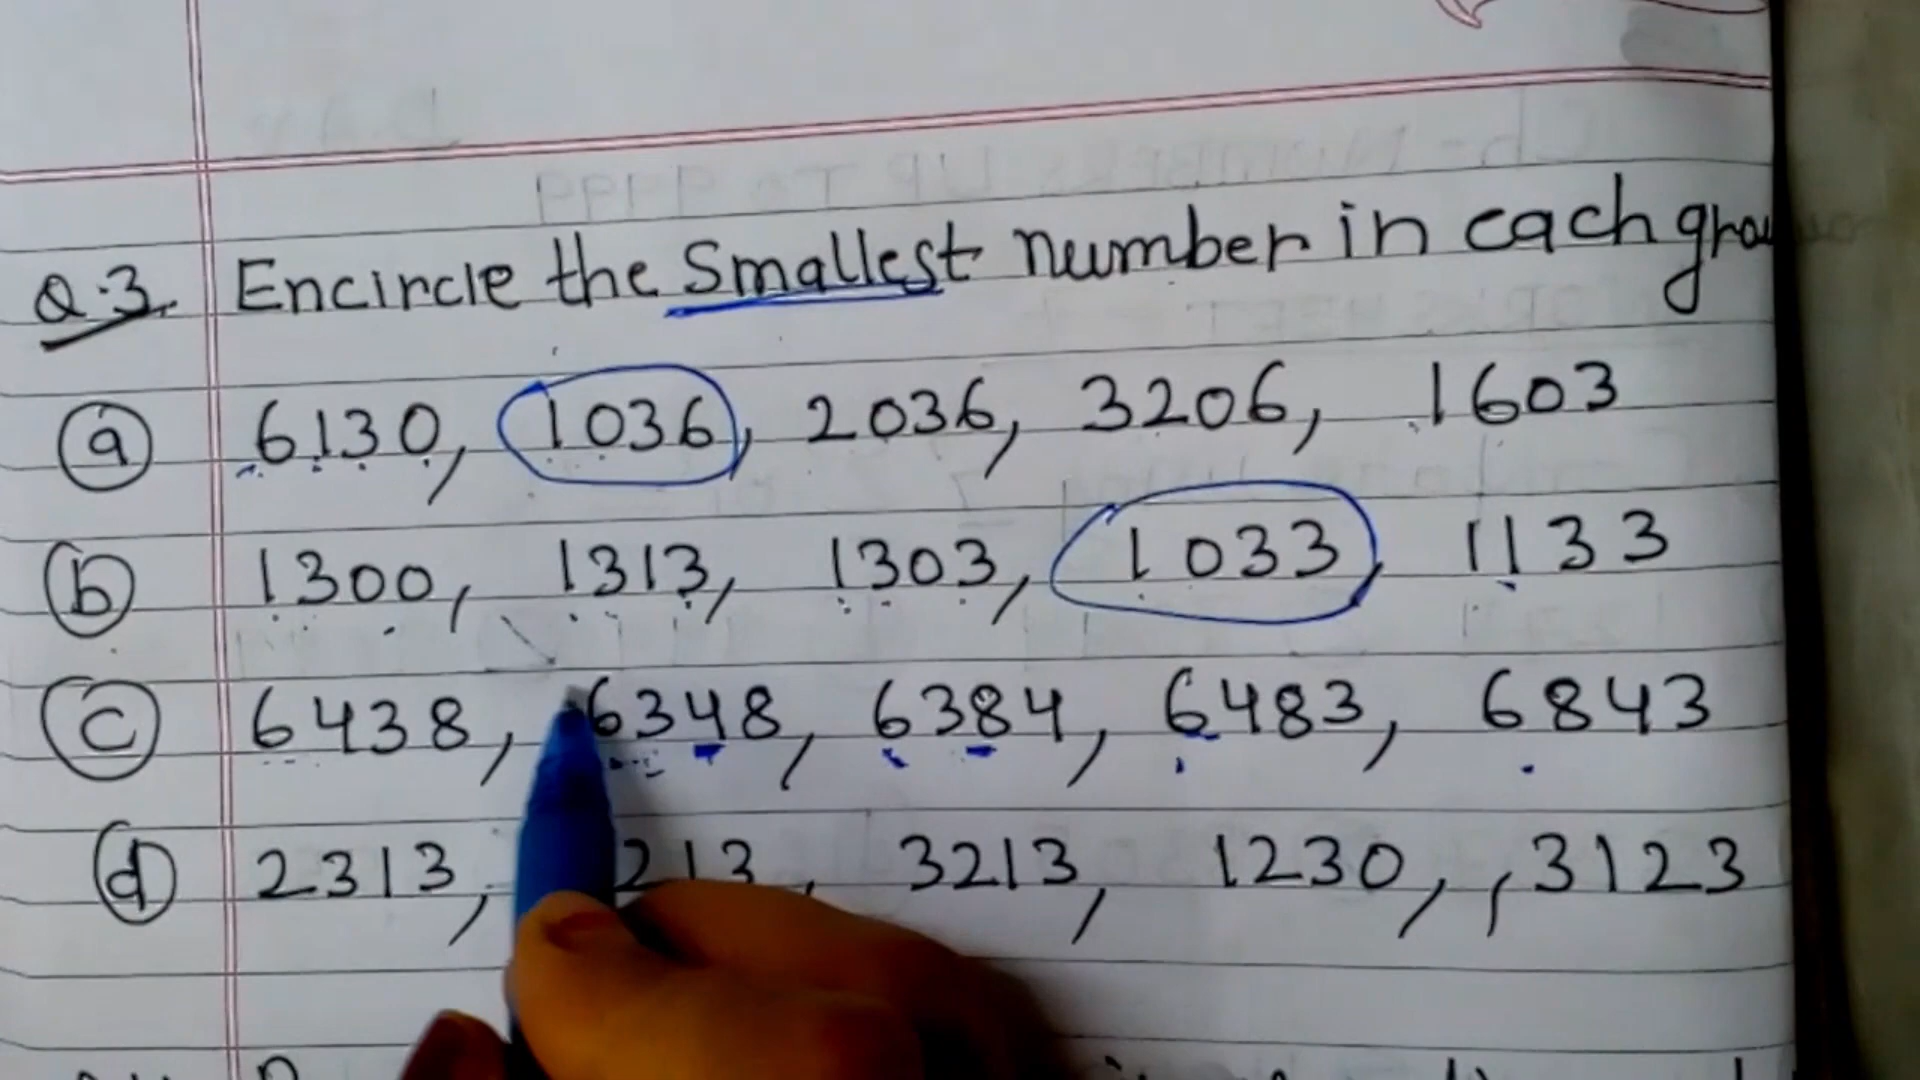 Q.3. Encircle the smallest number in each
a 6130, 1036, 2036, 3206, 1603
b 1300, 1313, 1303, 1033, 1133
c 6438, 6348, 6384, 6483, 6843
d 2313, 213, 3213, 1230, , 3123